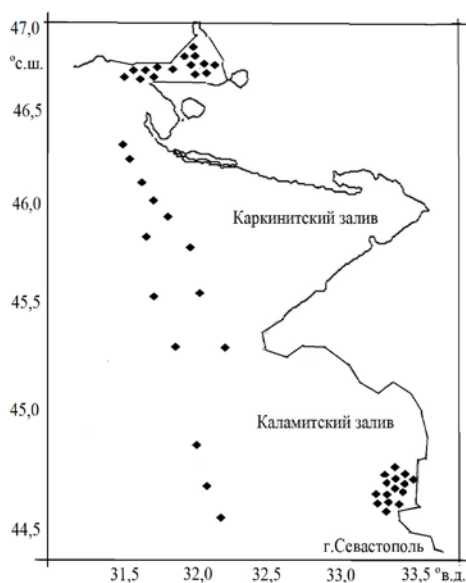 47,0
°с.ш.
46,5
46,0
Каркинитский залив
45,5
45,0
Каламитский залив
44,5
г.Севастополь
31,5 32,0 32,5 33,0 33,5 °в.д.